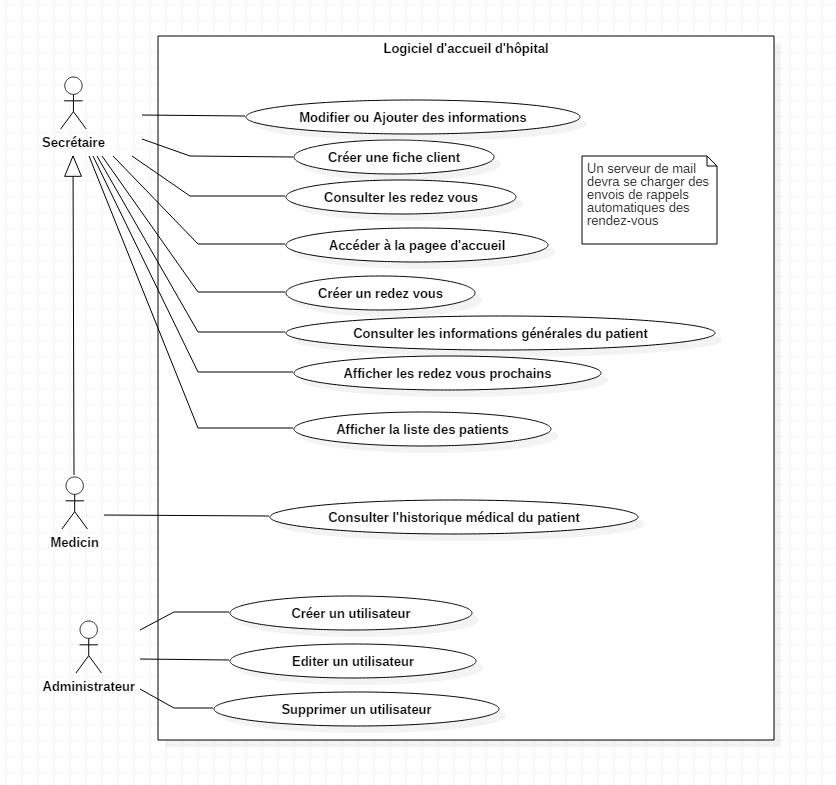 Logiciel d'accueil d'hôpital
Secrétaire
Modifier ou Ajouter des informations
Créer une fiche client
Consulter les redez vous
Accéder à la pagee d'accueil
Créer un redez vous
Consulter les informations générales du patient
Afficher les redez vous prochains
Afficher la liste des patients
Un serveur de mail
devra se charger des
envois de rappels
automatiques des
rendez-vous
Medicin
Consulter l'historique médical du patient
Administrateur
Créer un utilisateur
Editer un utilisateur
Supprimer un utilisateur